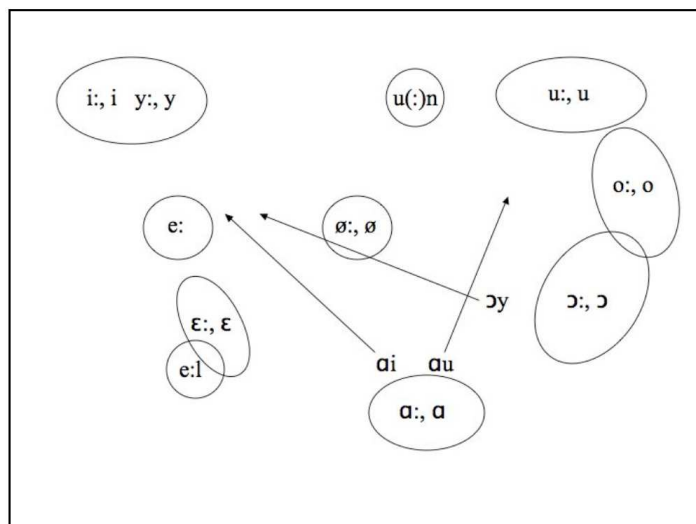 i:, i y:, y
u(:)n
u:, u
o:, o
e:
ø:, ø
ɔy
ɔ:, ɔ
ɛ:, ɛ
e:l
ɑi
ɑu
ɑ:, ɑ